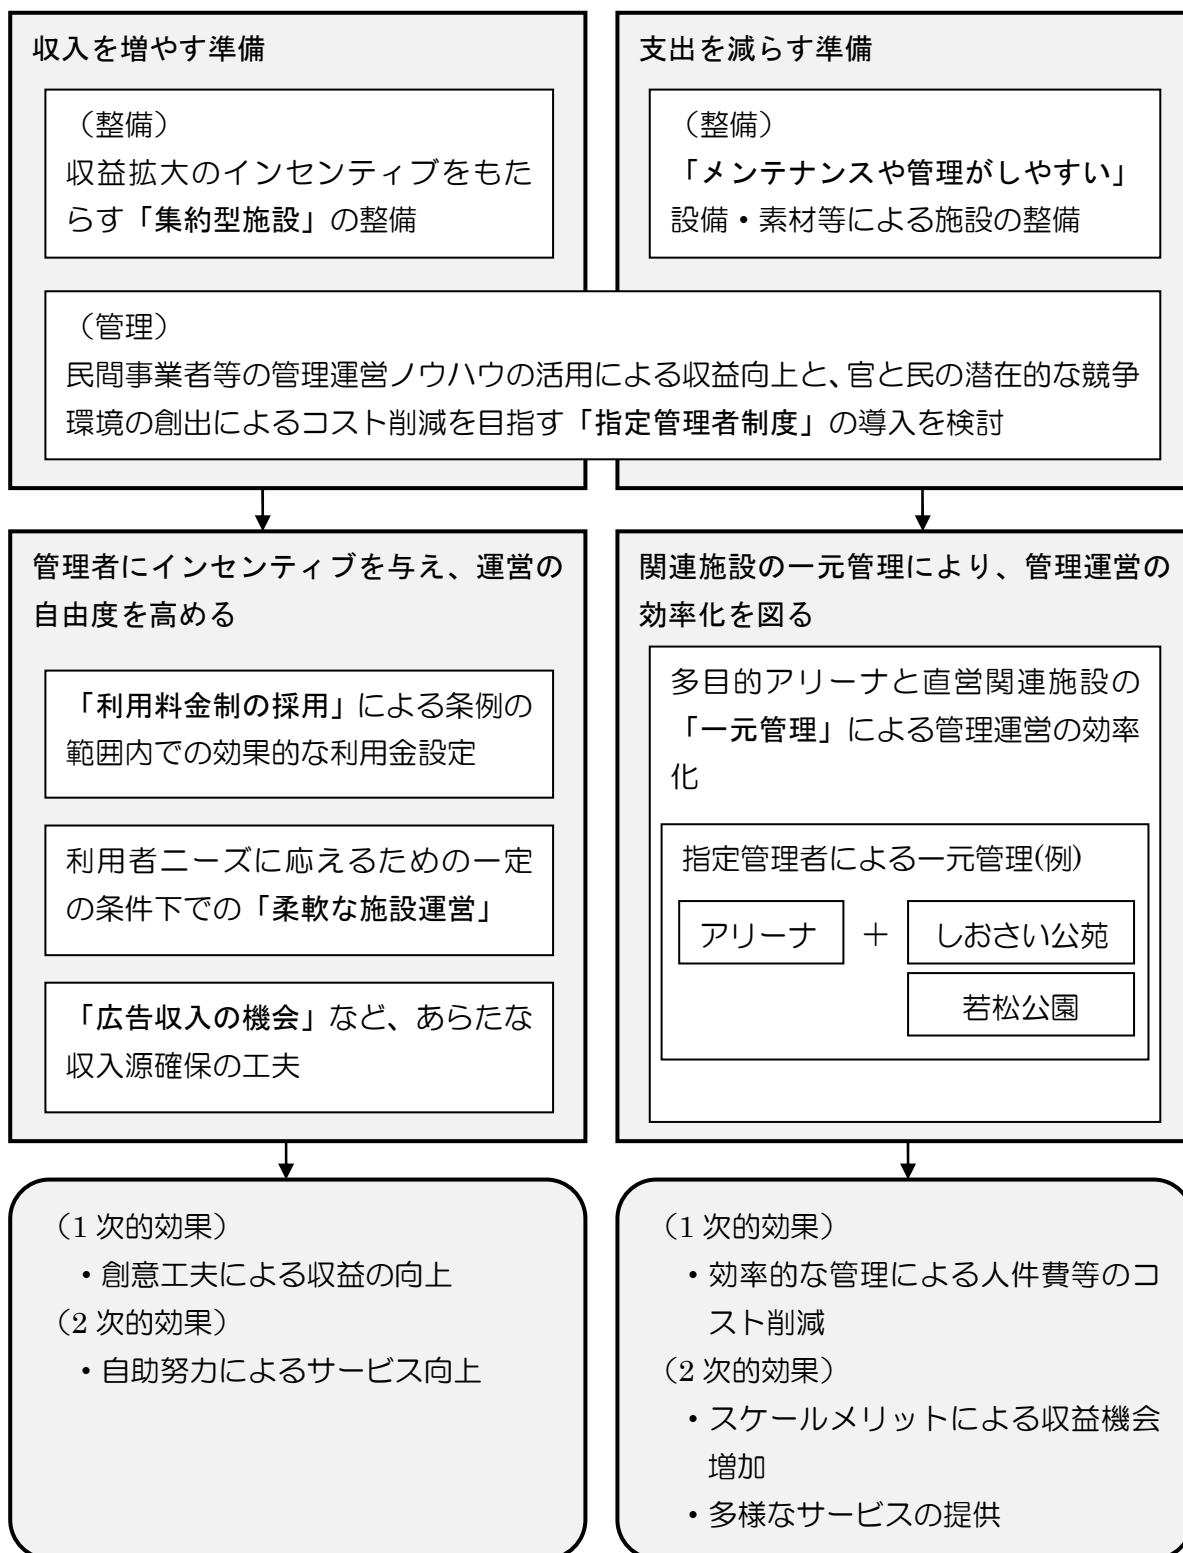 収入を増やす準備
（整備）
収益拡大のインセンティブをもた
らす「集約型施設」の整備
支出を減らす準備
（整備）
「メンテナンスや管理がしやすい」
設備・素材等による施設の整備
（管理）
民間事業者等の管理運営ノウハウの活用による収益向上と、官と民の潜在的な競争
環境の創出によるコスト削減を目指す「指定管理者制度」の導入を検討
管理者にインセンティブを与え、運営の
自由度を高める
「利用料金制の採用」による条例の
範囲内での効果的な利用金設定
利用者ニーズに応えるための一定
の条件下での「柔軟な施設運営」
「広告収入の機会」など、あらたな
収入源確保の工夫
関連施設の一元管理により、管理運営の
効率化を図る
多目的アリーナと直営関連施設の
「一元管理」による管理運営の効率
化
指定管理者による一元管理(例)
アリーナ ＋ しおさい公苑
若松公園
（1 次的効果）
・創意工夫による収益の向上
（2 次的効果）
・自助努力によるサービス向上
（1 次的効果）
・効率的な管理による人件費等のコ
スト削減
（2 次的効果）
・スケールメリットによる収益機会
増加
・多様なサービスの提供